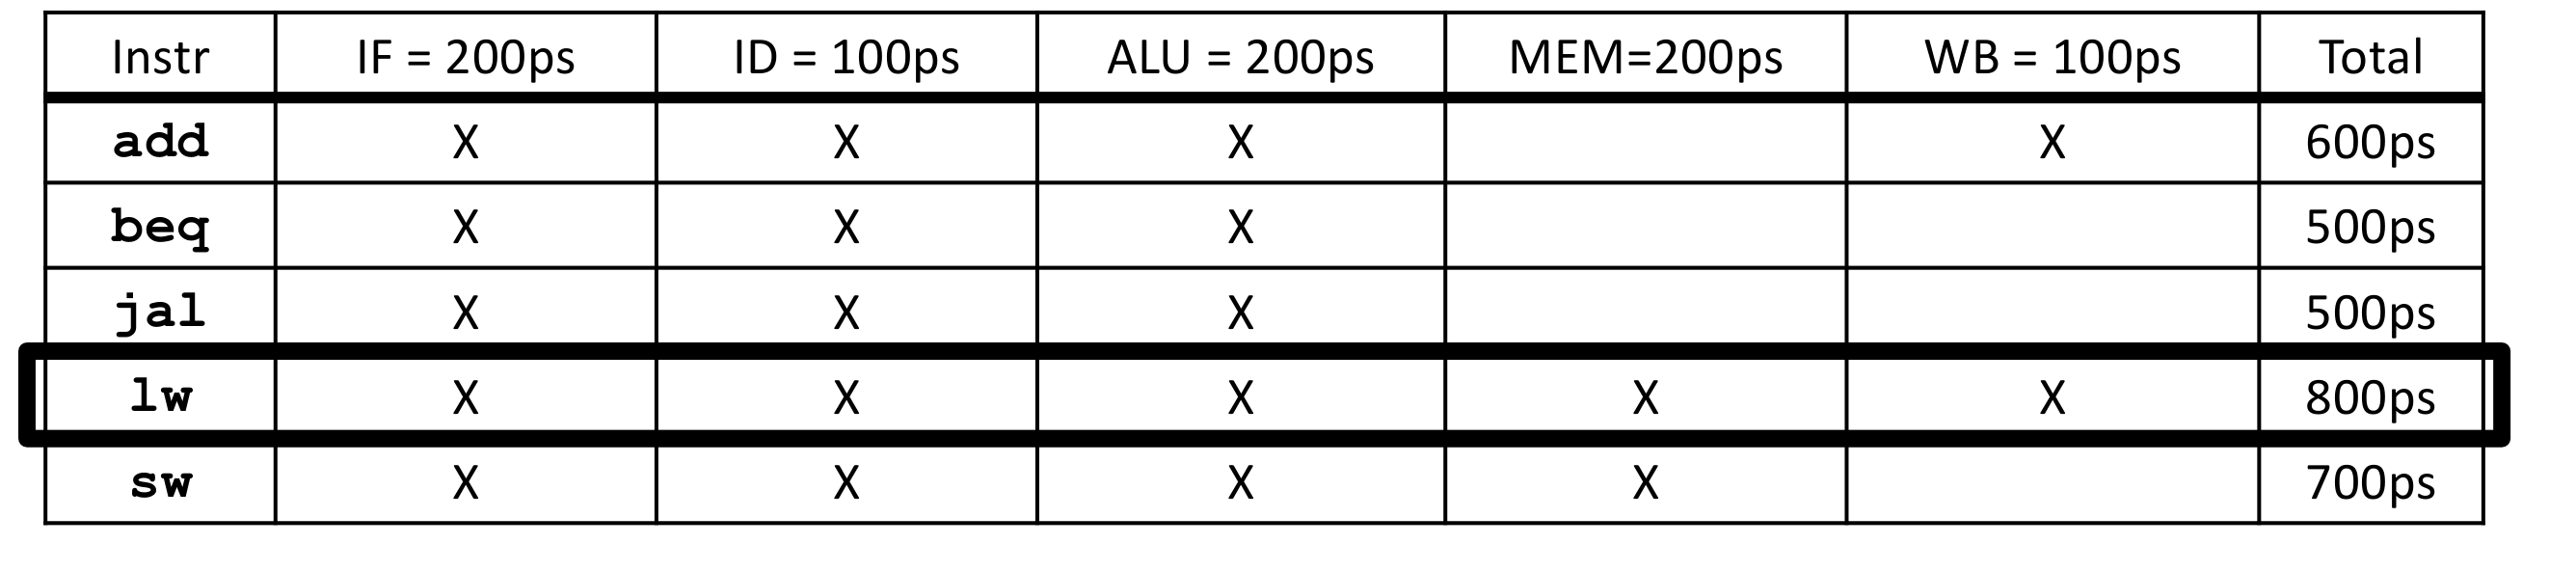 Instr IF = 200ps ID = 100ps ALU = 200ps MEM=200ps WB = 100ps Total
add X X X X 600ps
beq X X X 500ps
jal X X X 500ps
lw X X X X X 800ps
sw X X X X 700ps